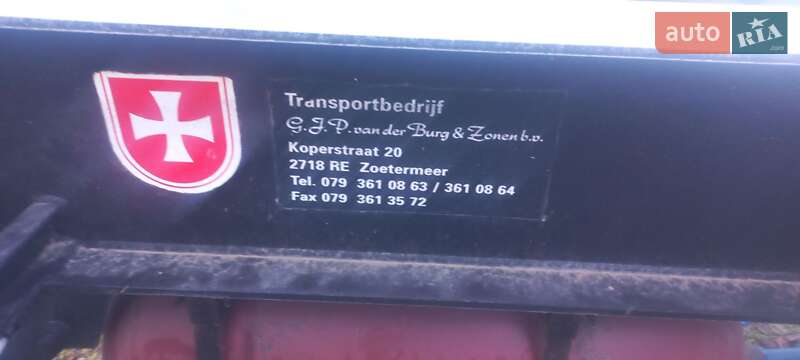 auto RIA.com
Transportbedrijf
G.J.P. van der Burg & Zonen b.v.
Koperstraat 20
2718 RE Zoetermeer
Tel. 079 361 08 63 / 361 08 64
Fax 079 361 35 72